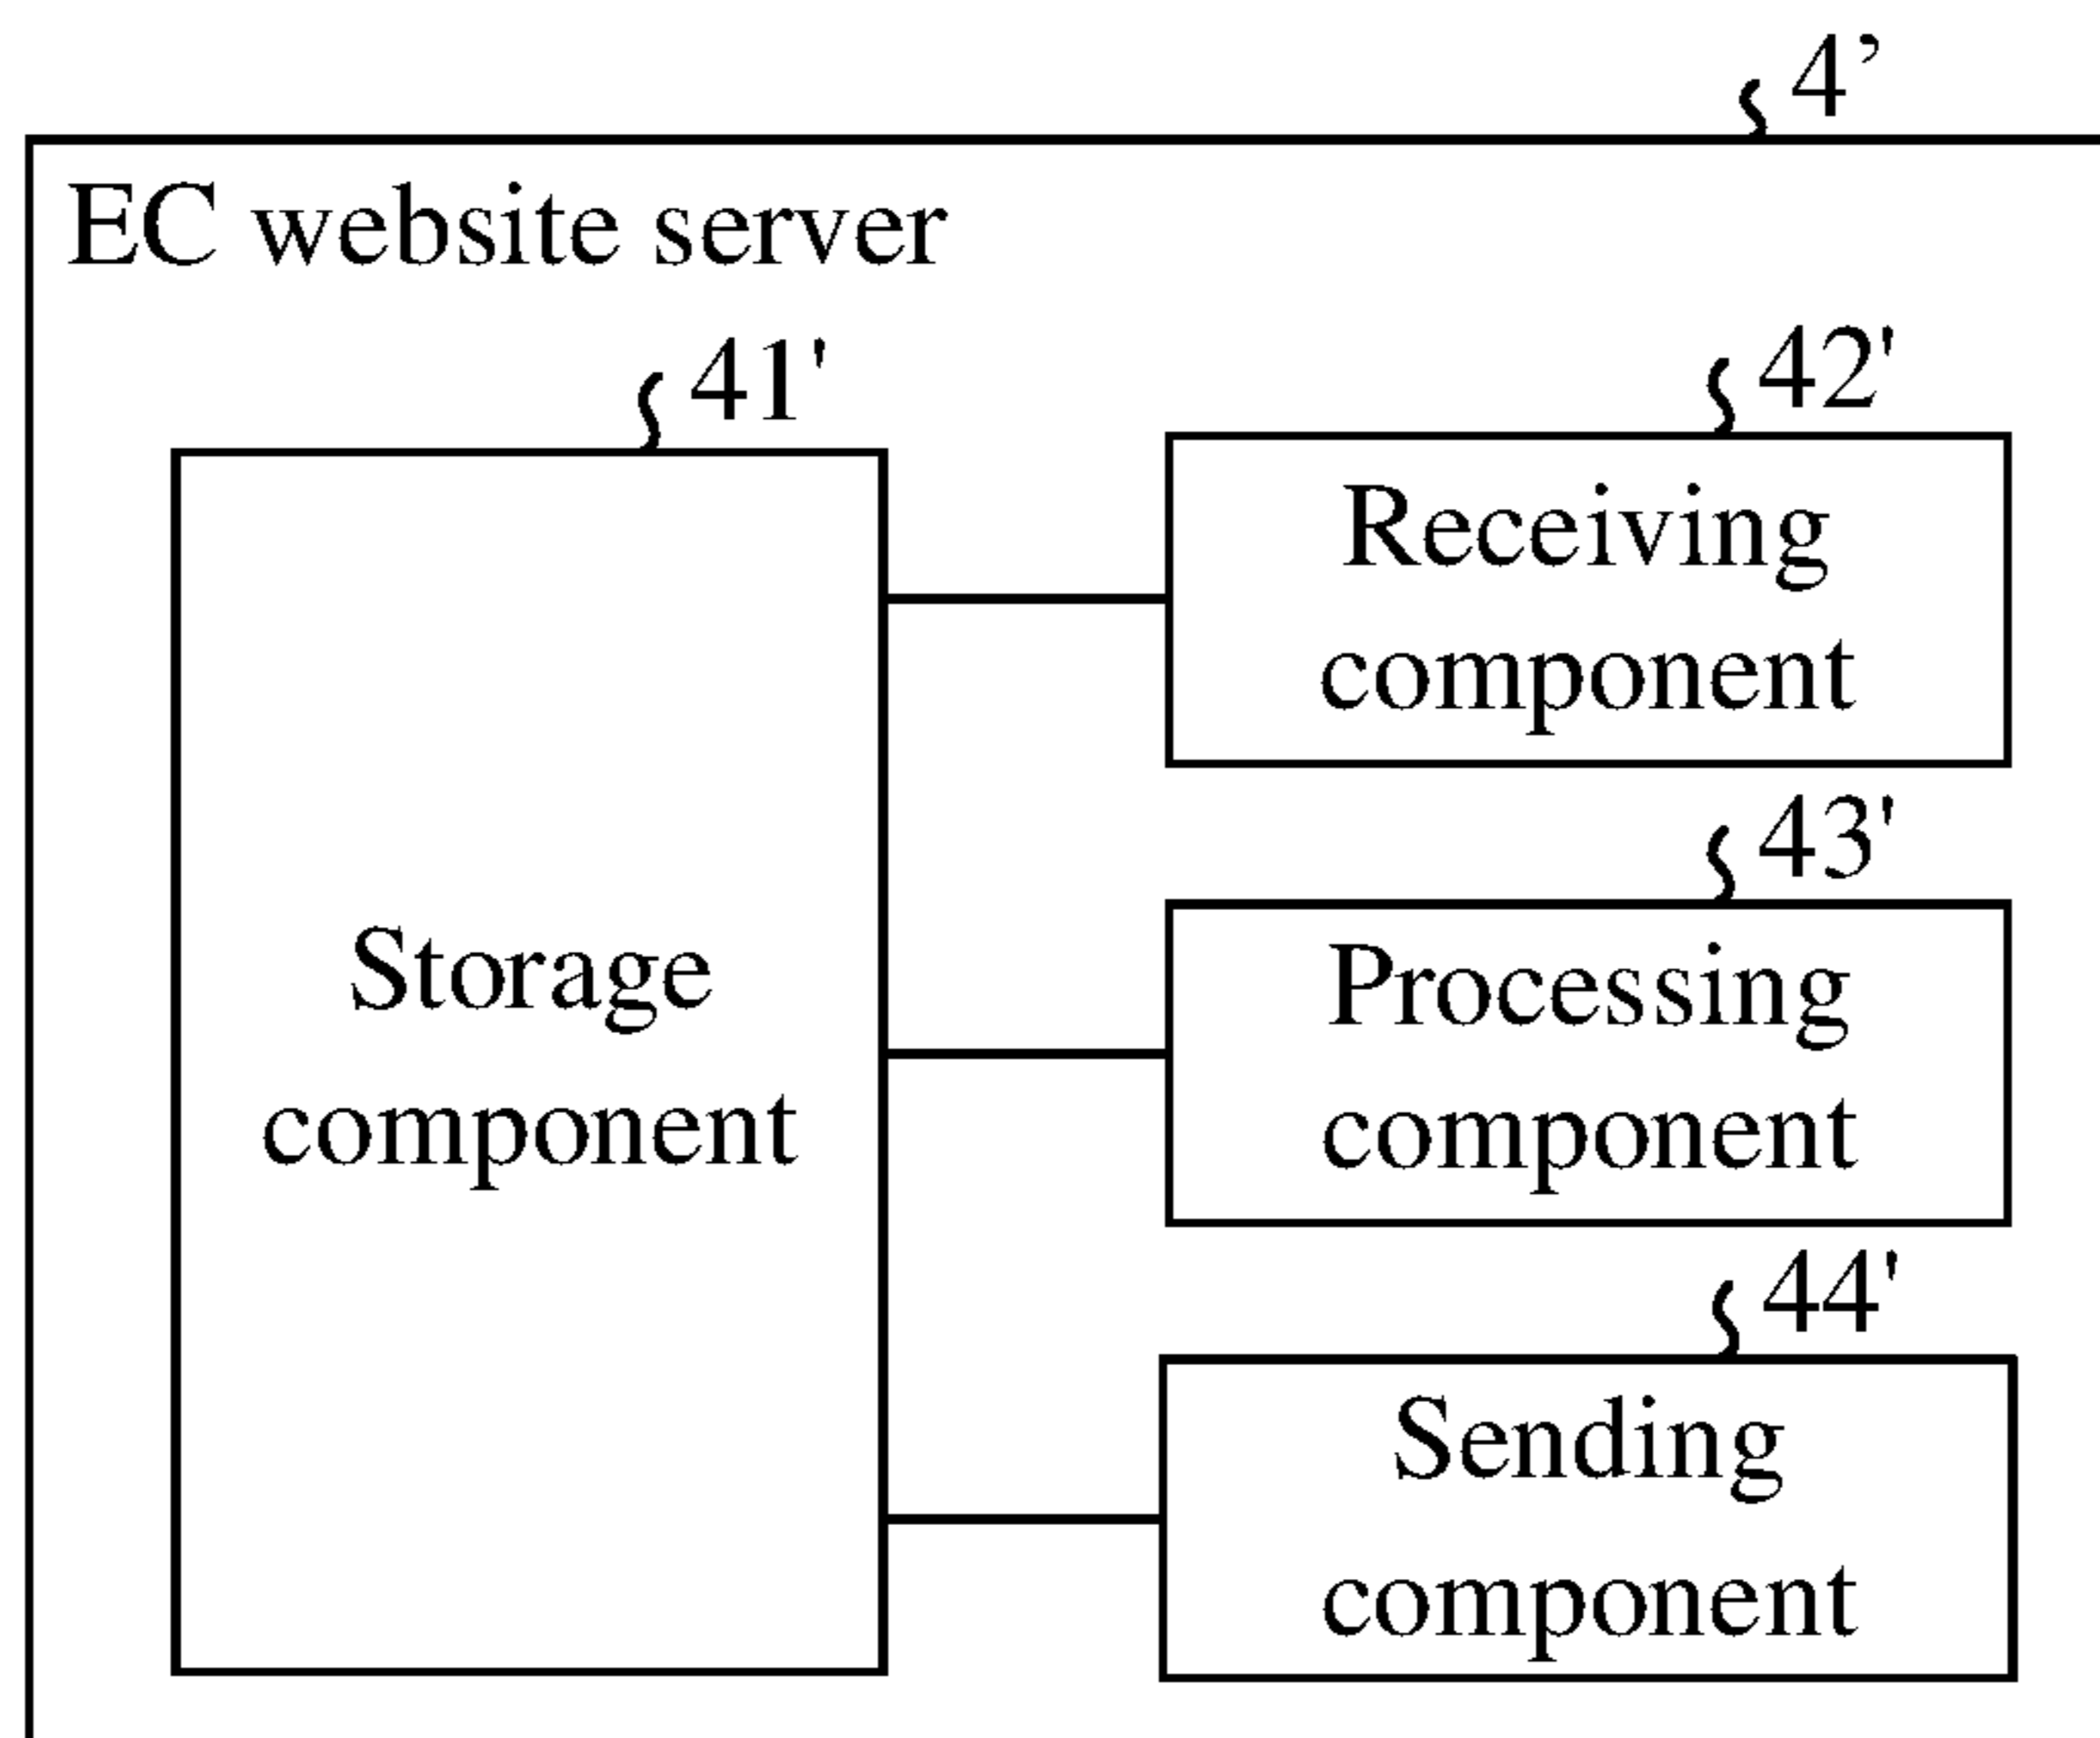 4’
EC website server
41'
42'
Receiving
component
43'
Storage
component
Processing
component
44'
Sending
component